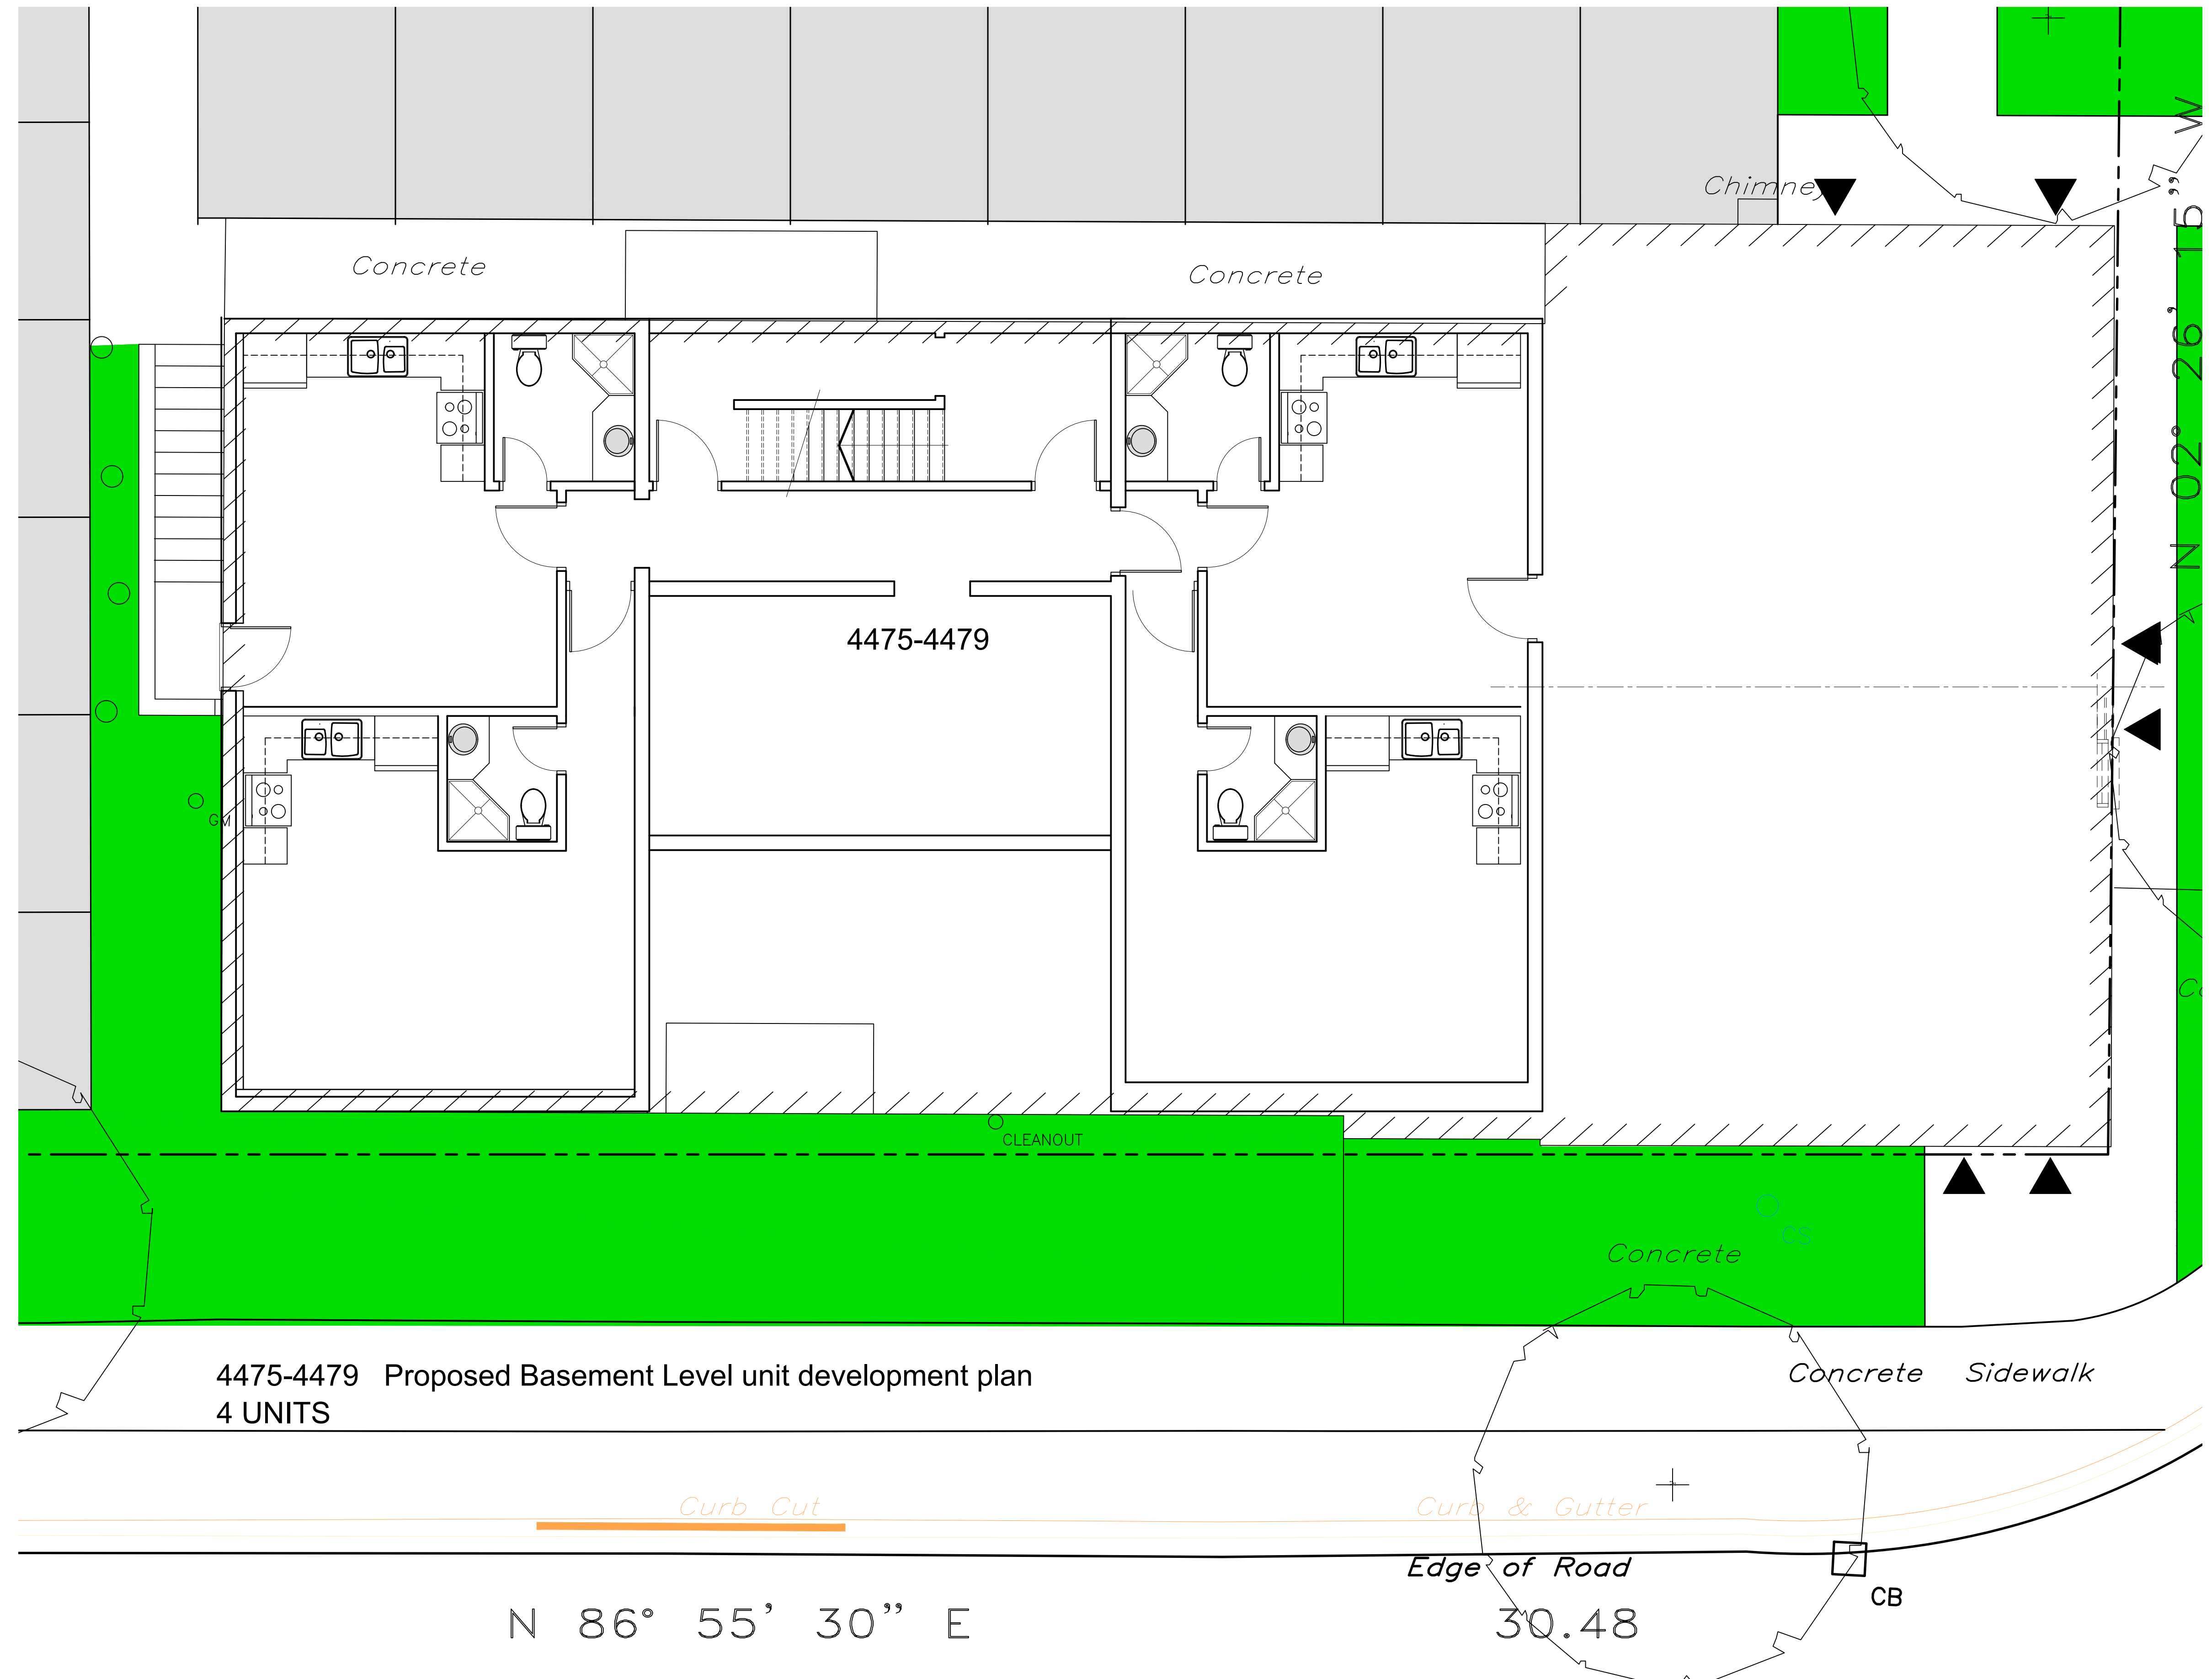 Chimney
Concrete
Concrete
N 02° 26’ 15” W
4475-4479
GM
CLEANOUT
CS
Concrete
4475-4479 Proposed Basement Level unit development plan
4 UNITS
Concrete Sidewalk
Curb Cut
Curb & Gutter
Edge of Road
CB
N 86° 55’ 30” E
30.48